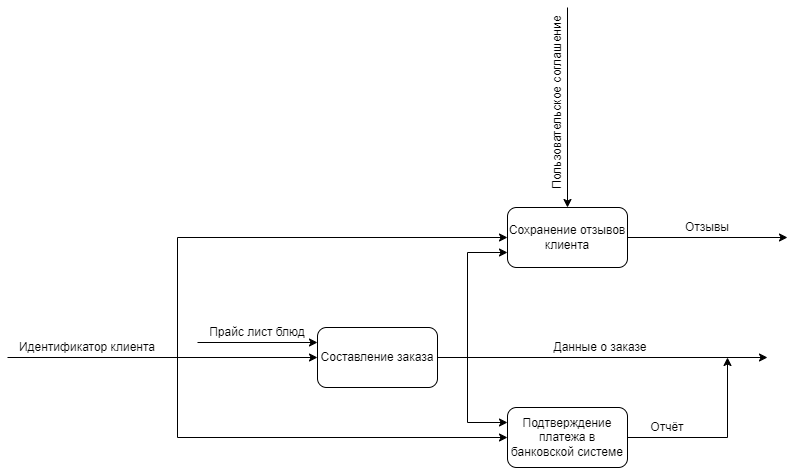 Пользовательское соглашение
Сохранение отзывов
клиента
Отзывы
Прайс лист блюд
Идентификатор клиента
Составление заказа
Данные о заказе
Подтверждение
платежа в
банковской системе
Отчёт